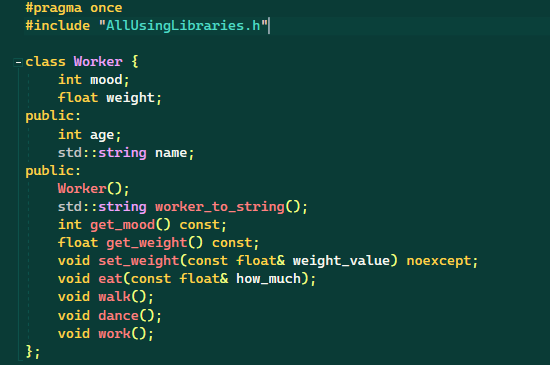 #pragma once
#include "AllUsingLibraries.h"
class Worker {
int mood;
float weight;
public:
int age;
std::string name;
public:
Worker();
std::string worker_to_string();
int get_mood() const;
float get_weight() const;
void set_weight(const float& weight_value) noexcept;
void eat(const float& how_much);
void walk();
void dance();
void work();
};